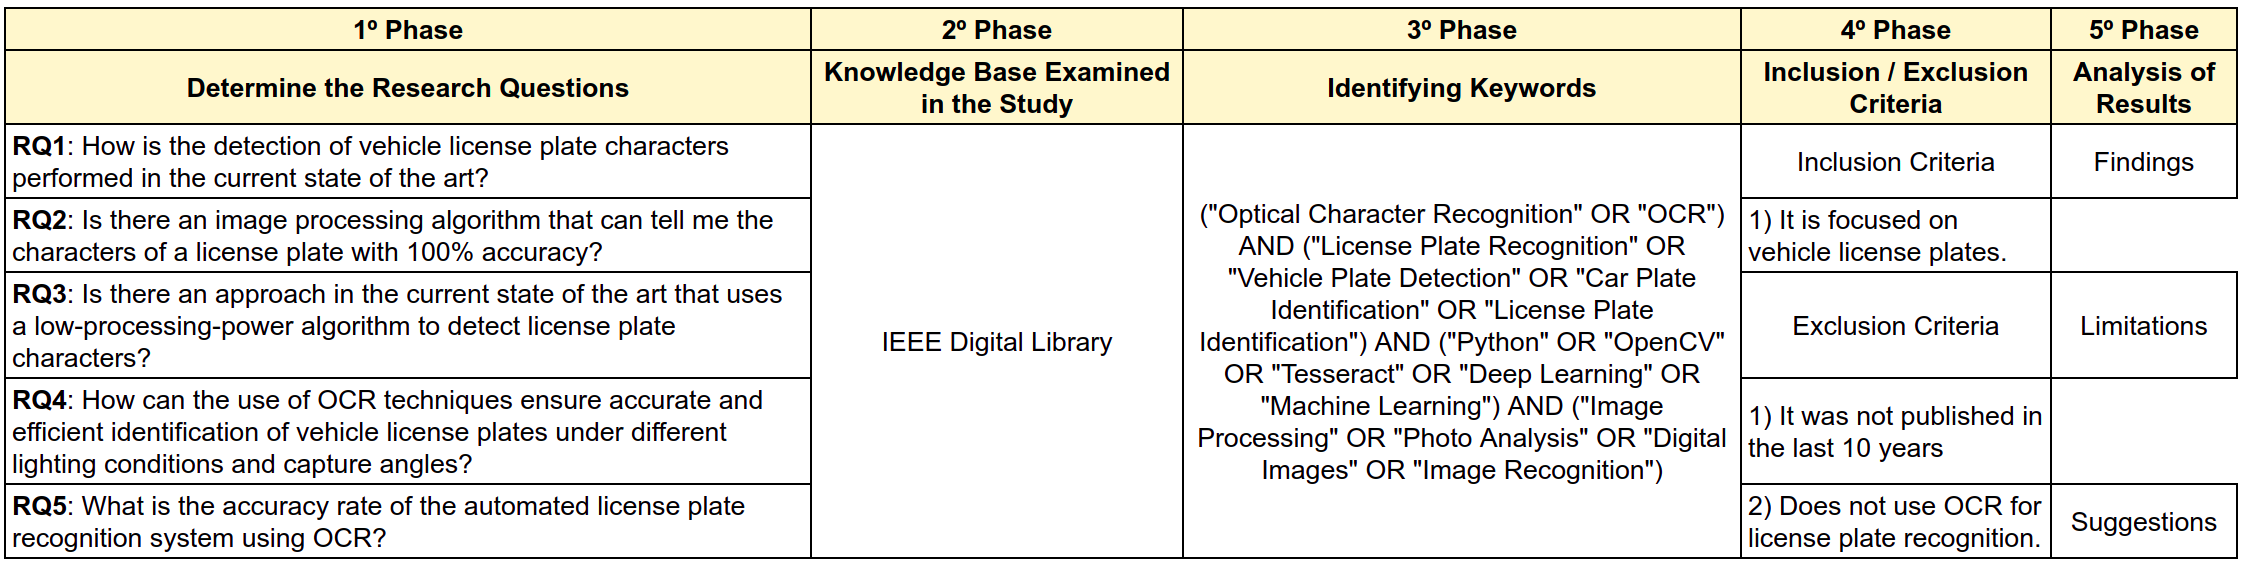 1º Phase
2º Phase
3º Phase
4º Phase
5º Phase
Determine the Research Questions
Knowledge Base Examined
in the Study
Identifying Keywords
Inclusion / Exclusion
Criteria
Analysis of
Results
RQ1: How is the detection of vehicle license plate characters
performed in the current state of the art?
RQ2: Is there an image processing algorithm that can tell me the
characters of a license plate with 100% accuracy?
RQ3: Is there an approach in the current state of the art that uses
a low-processing-power algorithm to detect license plate
characters?
RQ4: How can the use of OCR techniques ensure accurate and
efficient identification of vehicle license plates under different
lighting conditions and capture angles?
RQ5: What is the accuracy rate of the automated license plate
recognition system using OCR?
IEEE Digital Library
("Optical Character Recognition" OR "OCR")
AND ("License Plate Recognition" OR
"Vehicle Plate Detection" OR "Car Plate
Identification" OR "License Plate
Identification") AND ("Python" OR "OpenCV"
OR "Tesseract" OR "Deep Learning" OR
"Machine Learning") AND ("Image
Processing" OR "Photo Analysis" OR "Digital
Images" OR "Image Recognition")
Inclusion Criteria
1) It is focused on
vehicle license plates.
Exclusion Criteria
1) It was not published in
the last 10 years
2) Does not use OCR for
license plate recognition.
Findings
Limitations
Suggestions